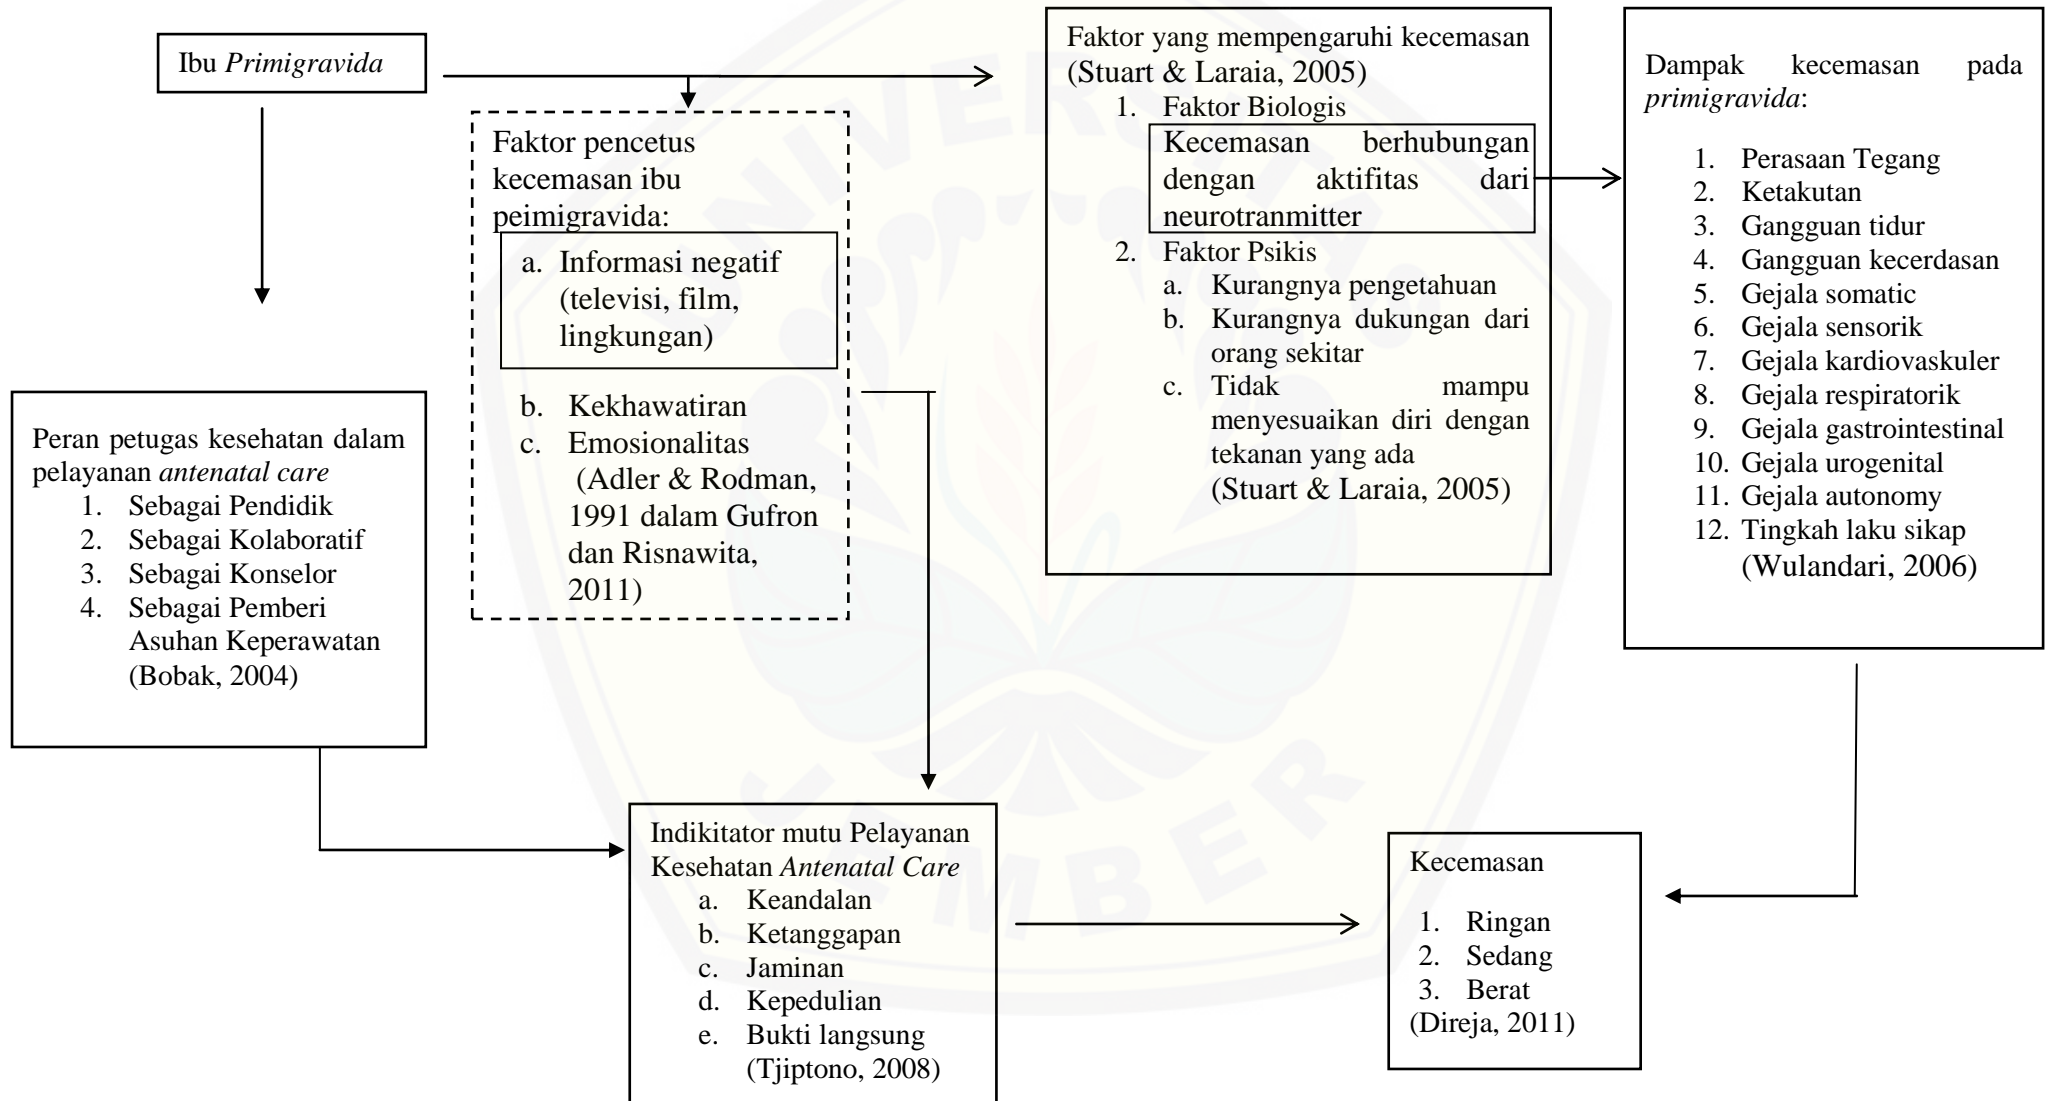 Ibu Primigravida
Faktor pencetus
kecemasan ibu
peimigravida:
a. Informasi negatif
(televisi, film,
lingkungan)
b. Kekhawatiran
c. Emosionalitas
(Adler & Rodman,
1991 dalam Gufron
dan Risnawita,
2011)
Faktor yang mempengaruhi kecemasan
(Stuart & Laraia, 2005)
1. Faktor Biologis
Kecemasan berhubungan
dengan aktifitas dari
neurotranmitter
2. Faktor Psikis
a. Kurangnya pengetahuan
b. Kurangnya dukungan dari
orang sekitar
c. Tidak mampu
menyesuaikan diri dengan
tekanan yang ada
(Stuart & Laraia, 2005)
Dampak kecemasan pada
primigravida:
1. Perasaan Tegang
2. Ketakutan
3. Gangguan tidur
4. Gangguan kecerdasan
5. Gejala somatic
6. Gejala sensorik
7. Gejala kardiovaskuler
8. Gejala respiratorik
9. Gejala gastrointestinal
10. Gejala urogenital
11. Gejala autonomy
12. Tingkah laku sikap
(Wulandari, 2006)
Peran petugas kesehatan dalam
pelayanan antenatal care
1. Sebagai Pendidik
2. Sebagai Kolaboratif
3. Sebagai Konselor
4. Sebagai Pemberi
Asuhan Keperawatan
(Bobak, 2004)
Indikitator mutu Pelayanan
Kesehatan Antenatal Care
a. Keandalan
b. Ketanggapan
c. Jaminan
d. Kepedulian
e. Bukti langsung
(Tjiptono, 2008)
Kecemasan
1. Ringan
2. Sedang
3. Berat
(Direja, 2011)
UNIVERSITAS
JEMBER